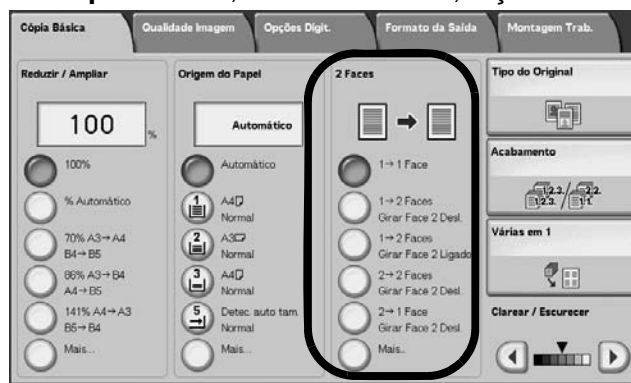 Cópia Básica
Qualidade Imagem
Opções Digit.
Formato da Saída
Montagem Trab.
Reduzir / Ampliar
100 %
100%
% Automático
70% A3→A4
B4→B5
86% A3→B4
A4→B5
141% A4→A3
B5→B4
Mais...
Origem do Papel
Automático
Automático
1 A4
Normal
2 A3
Normal
3 A4
Normal
5 Detec. auto tam.
Normal
Mais...
2 Faces
1→1 Face
1→2 Faces
Girar Face 2 Desl.
1→2 Faces
Girar Face 2 Ligado
2→2 Faces
Girar Face 2 Desl.
2→1 Face
Girar Face 2 Desl.
Mais..
Tipo do Original
Acabamento
Várias em 1
Clarear / Escurecer